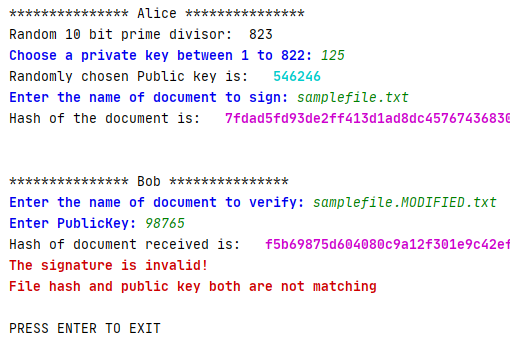 *************** Alice ***************
Random 10 bit prime divisor:  823
Choose a private key between 1 to 822: 125
Randomly chosen Public key is:   546246
Enter the name of document to sign: samplefile.txt
Hash of the document is:   7fdad5fd93de2ff413d1ad8dc45767436830
*************** Bob ***************
Enter the name of document to verify: samplefile.MODIFIED.txt
Enter PublicKey: 98765
Hash of document received is:   f5b69875d604080c9a12f301e9c42ef
The signature is invalid!
File hash and public key both are not matching
PRESS ENTER TO EXIT